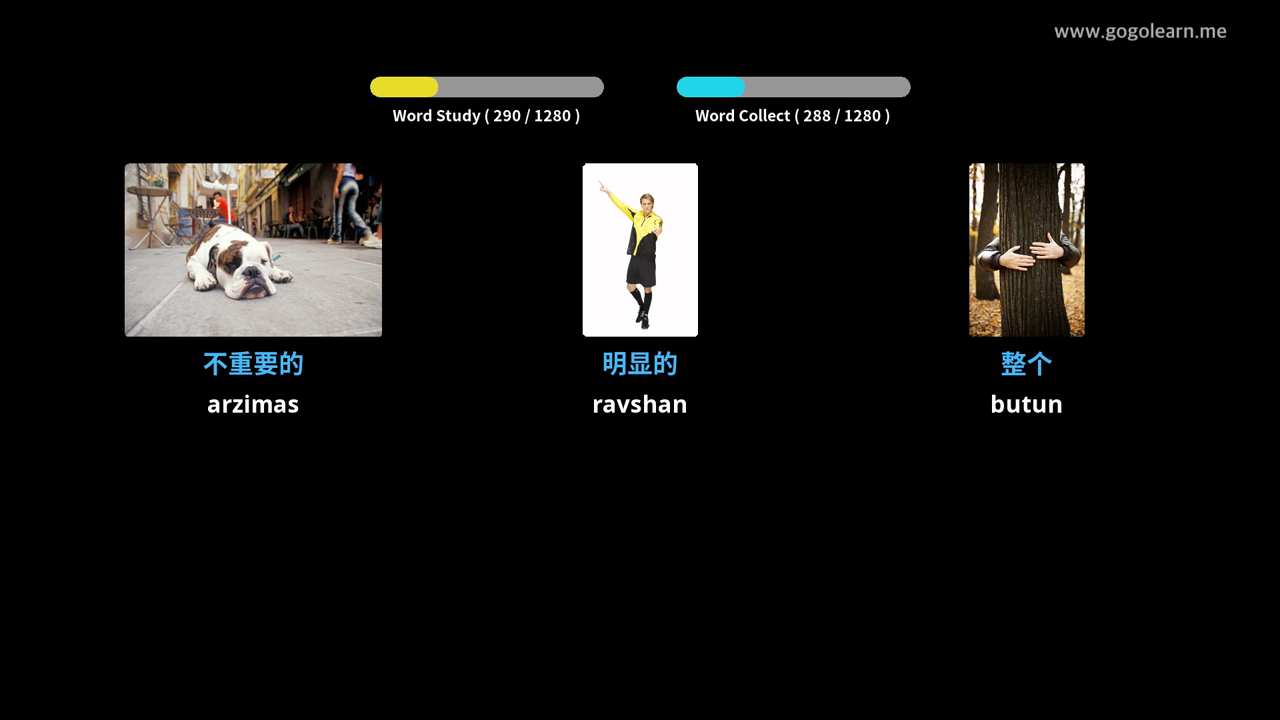 www.gogolearn.me
Word Study ( 290 / 1280 )
Word Collect ( 288 / 1280 )
不重要的
arzimas
明显的
ravshan
整个
butun